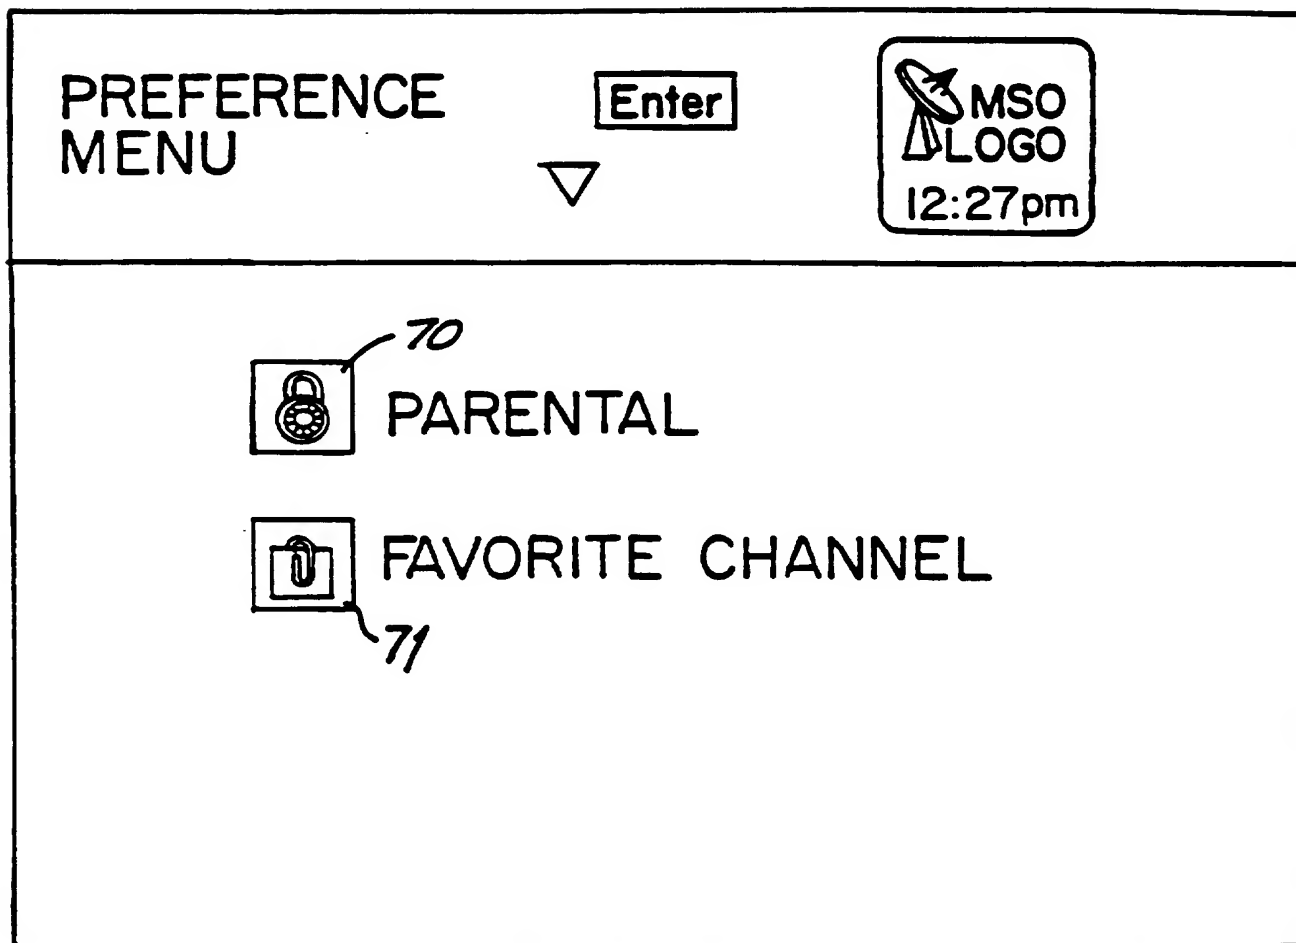 PREFERENCE
MENU
Enter
MSO
LOGO
12:27pm
70
PARENTAL
FAVORITE CHANNEL
71